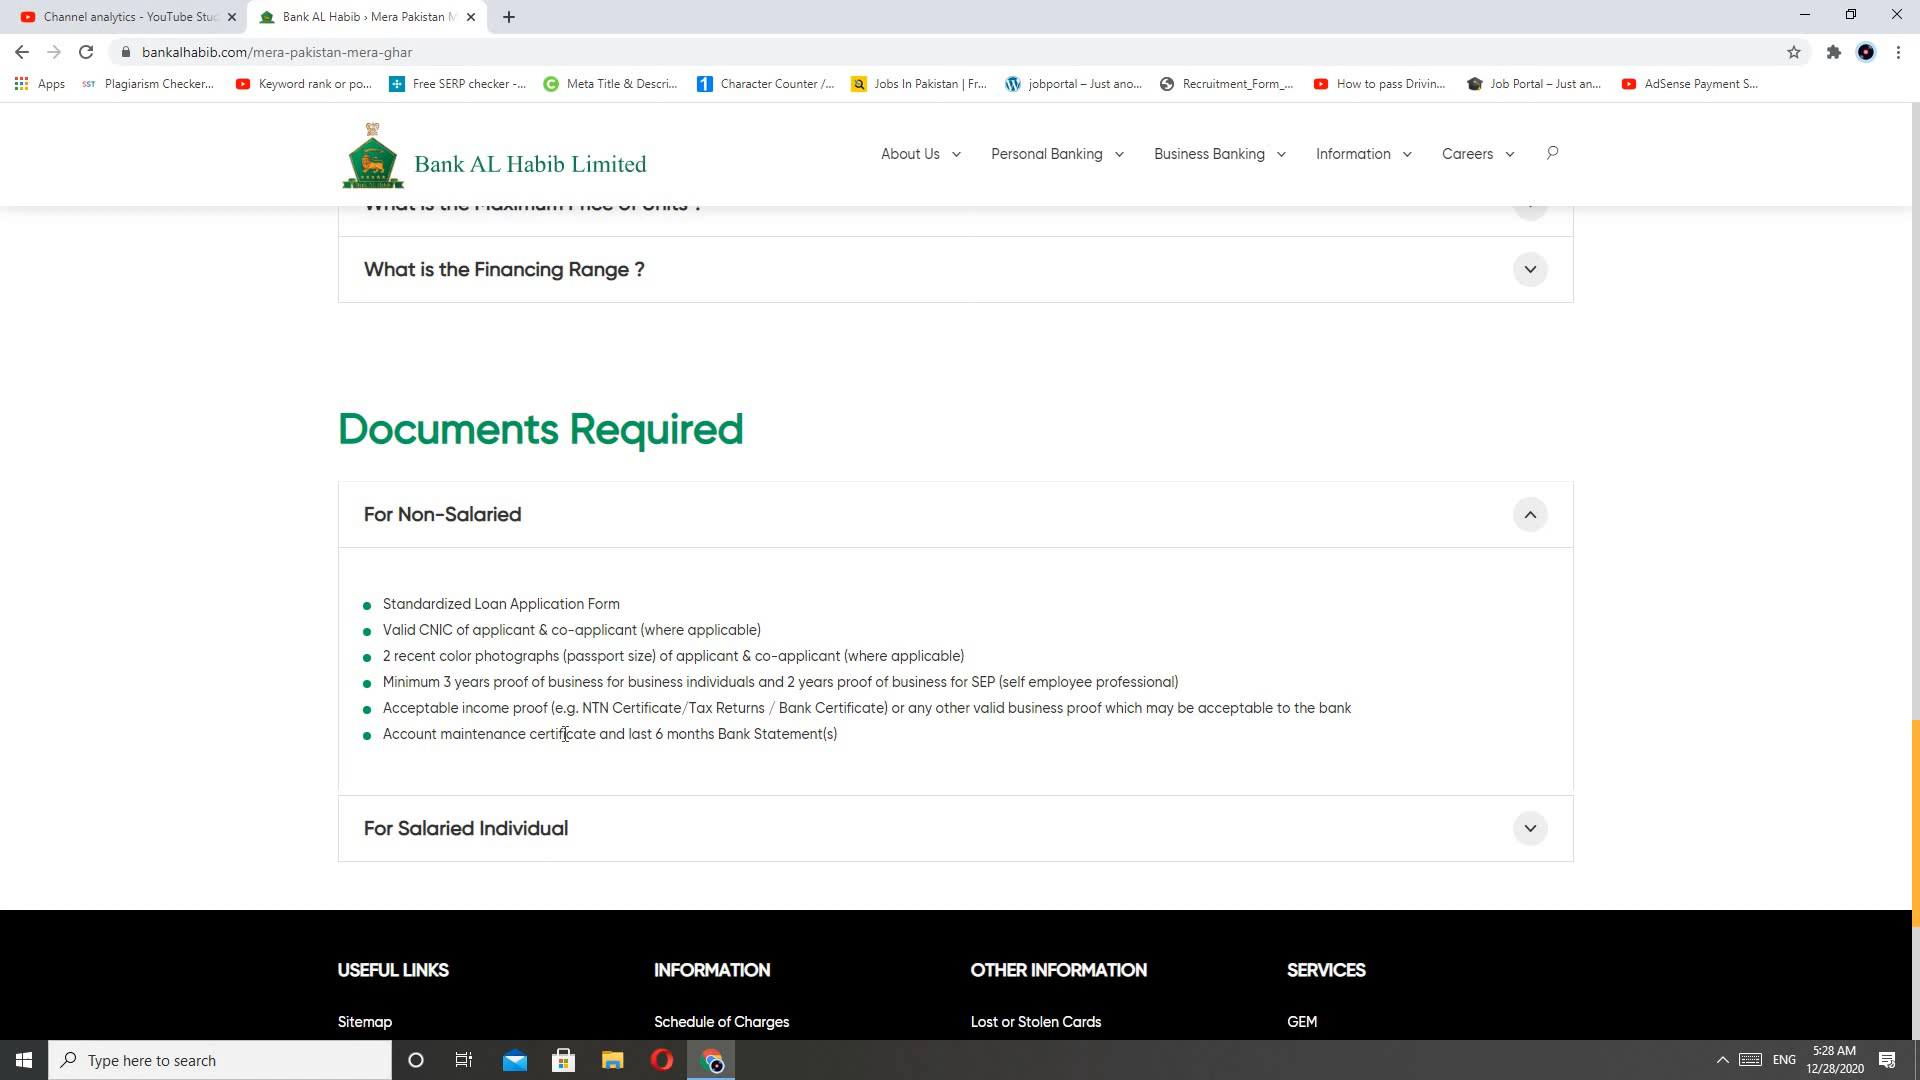 Channel analytics - YouTube Stu
Bank AL Habib › Mera Pakistan M
bankalhabib.com/mera-pakistan-mera-ghar
Apps
SST
Plagiarism Checker...
Keyword rank or po...
Free SERP checker -...
Meta Title & Descri...
1
Character Counter /...
Jobs In Pakistan | Fr...
jobportal – Just ano...
Recruitment_Form_...
How to pass Drivin...
Job Portal – Just an...
AdSense Payment S...
Bank AL Habib Limited
About Us
Personal Banking
Business Banking
Information
Careers
What is the Maximum Price of Units ?
What is the Financing Range ?
Documents Required
For Non-Salaried
Standardized Loan Application Form
Valid CNIC of applicant & co-applicant (where applicable)
2 recent color photographs (passport size) of applicant & co-applicant (where applicable)
Minimum 3 years proof of business for business individuals and 2 years proof of business for SEP (self employee professional)
Acceptable income proof (e.g. NTN Certificate/Tax Returns / Bank Certificate) or any other valid business proof which may be acceptable to the bank
Account maintenance certificate and last 6 months Bank Statement(s)
For Salaried Individual
USEFUL LINKS
INFORMATION
OTHER INFORMATION
SERVICES
Sitemap
Schedule of Charges
Lost or Stolen Cards
GEM
Type here to search
ENG
5:28 AM
12/28/2020